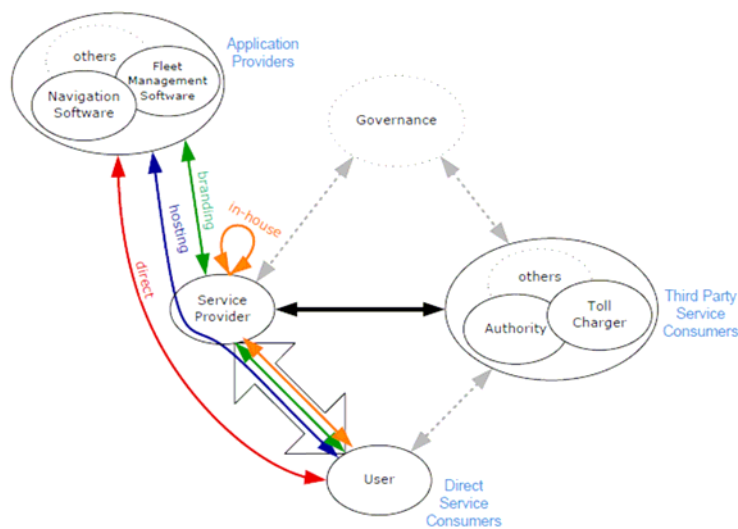 Application
Providers
others
Fleet
Management
Software
Navigation
Software
Governance
branding
hosting
in-house
direct
others
Third Party
Service
Consumers
Service
Provider
Toll
Charger
Authority
User
Direct
Service
Consumers